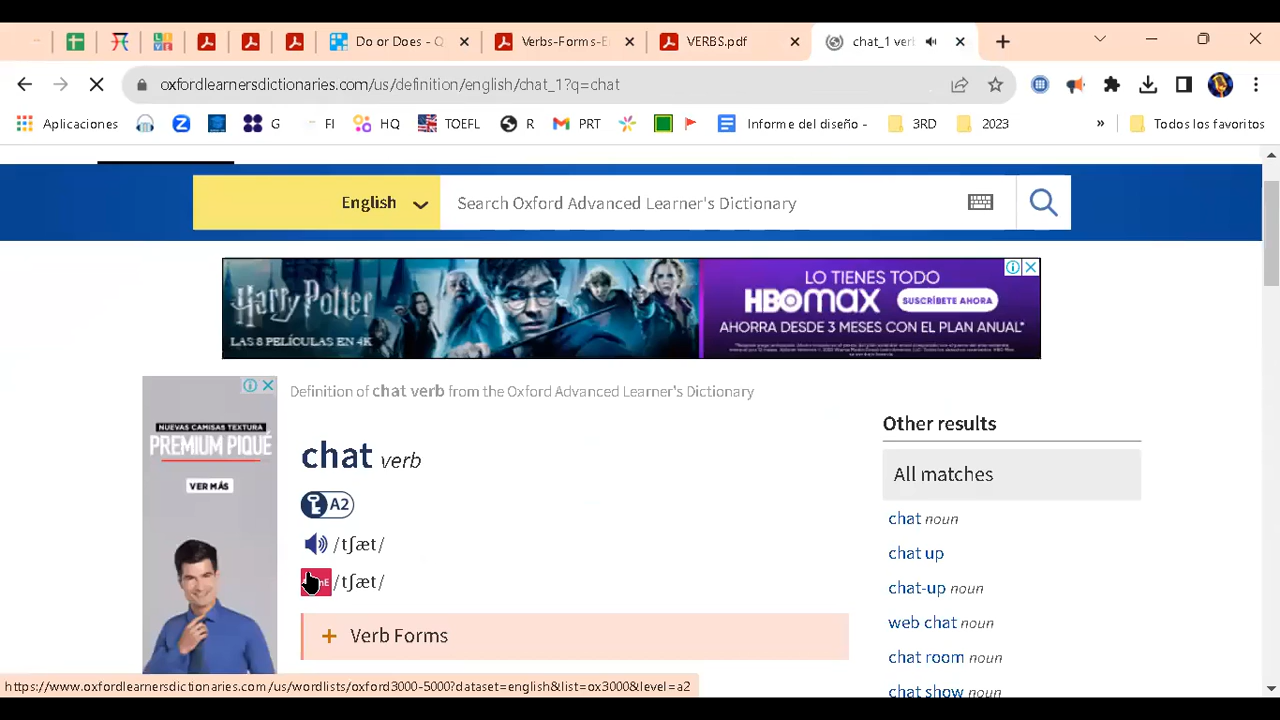 Do or Does - Q
Verbs-Forms-E
VERBS.pdf
chat_1 ver
oxfordlearnersdictionaries.com/us/definition/english/chat_1?q=chat
Aplicaciones
G
FI
HQ
TOEFL
R
PRT
Informe del diseño -
3RD
2023
»
Todos los favoritos
English
Search Oxford Advanced Learner's Dictionary
Harry Potter
LAS 8 PELÍCULAS EN 4K
LO TIENES TODO
HBOMAX
SUSCRÍBETE AHORA
AHORA DESDE 3 MESES CON EL PLAN ANUAL*
NUEVAS CAMISAS TEXTURA
PREMIUM PIQUÉ
VER MÁS
Definition of chat verb from the Oxford Advanced Learner's Dictionary
chat verb
A2
/tʃæt/
/tʃæt/
+ Verb Forms
Other results
All matches
chat noun
chat up
chat-up noun
web chat noun
chat room noun
chat show noun
https://www.oxfordlearnersdictionaries.com/us/wordlists/oxford3000-5000?dataset=english&list=ox3000&level=a2